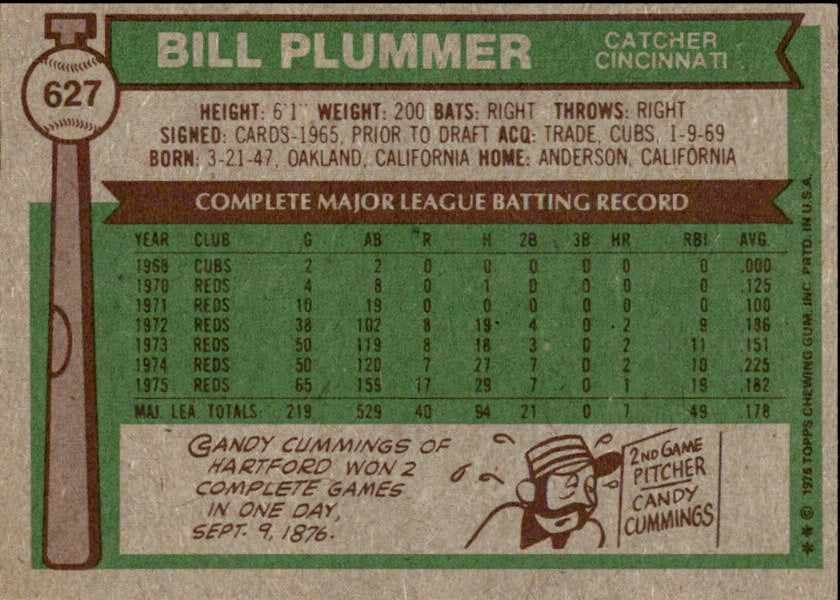 627
BILL PLUMMER
CATCHER
CINCINNATI
HEIGHT: 6'1" WEIGHT: 200 BATS: RIGHT THROWS: RIGHT
SIGNED: CARDS-1965, PRIOR TO DRAFT ACQ: TRADE, CUBS, 1-9-69
BORN: 3-21-47, OAKLAND, CALIFORNIA HOME: ANDERSON, CALIFORNIA
COMPLETE MAJOR LEAGUE BATTING RECORD
YEAR CLUB G AB R H 2B 3B HR RBI AVG.
1968 CUBS 2 2 0 0 0 0 0 0 .000
1970 REDS 4 8 0 1 0 0 0 0 .125
1971 REDS 10 19 0 0 0 0 0 0
1972 REDS 38 102 8 19 4 0 2 9 .186
1973 REDS 50 119 8 18 3 0 2 11 .151
1974 REDS 50 120 7 27 7 0 2 10 .225
1975 REDS 65 159 17 29 7 0 1 19 .182
MAJ. LEA. TOTALS 219 529 40 94 21 0 7 49 .178
CANDY CUMMINGS OF
HARTFORD WON 2
COMPLETE GAMES
IN ONE DAY,
SEPT. 9, 1876.
2ND GAME
PITCHER
CANDY
CUMMINGS
** © 1976 TOPPS CHEWING GUM, INC. PRTD. IN U.S.A.